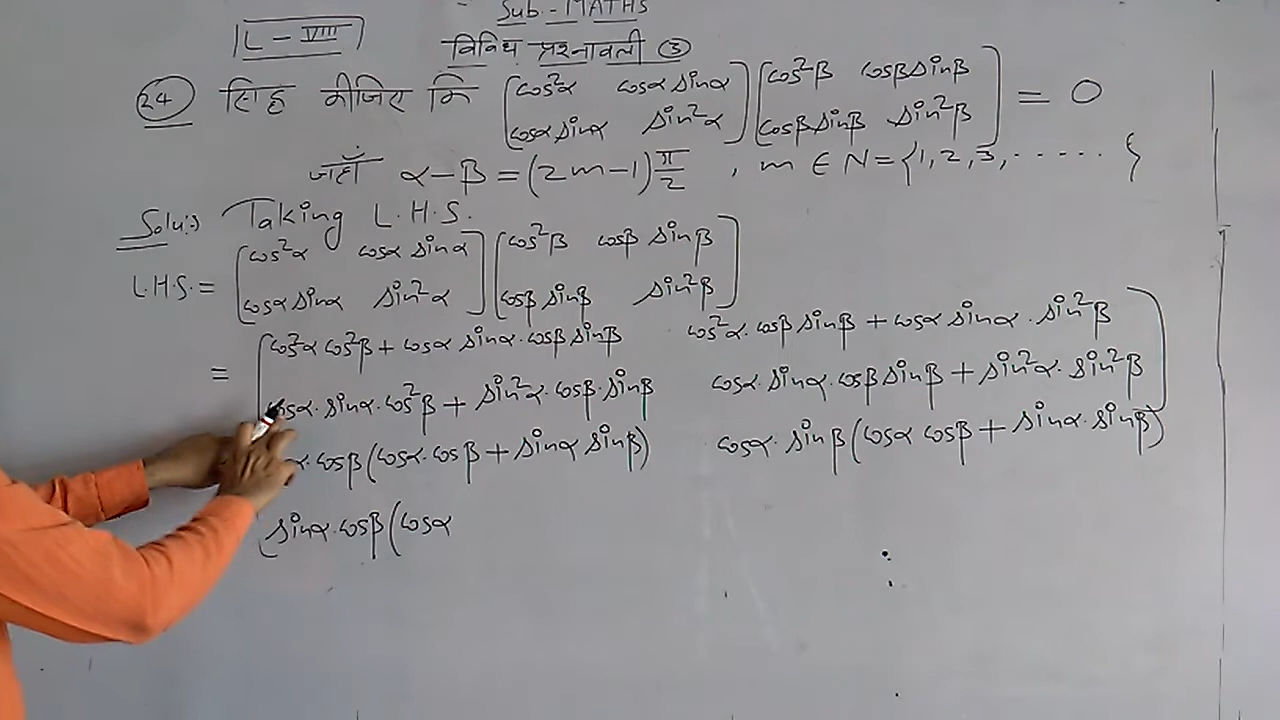 Sub.- MATHS
L - VIII
विविध प्रश्नावली ③
24 सिद्ध कीजिए कि [cos²α cosα sinα] [cos²β cosβ sinβ] = 0
[cosα sinα sin²α] [cosβ sinβ sin²β]
जहाँ α-β = (2m-1) π/2 , m ∈ N = {1, 2, 3, ...... }
Solu:) Taking L.H.S.
L.H.S. = [cos²α cosα sinα] [cos²β cosβ sinβ]
[cosα sinα sin²α] [cosβ sinβ sin²β]
= [cos²α cos²β + cosα sinα. cosβ sinβ cos²α. cosβ sinβ + cosα sinα. sin²β]
[cosα. sinα. cos²β + sin²α. cosβ. sinβ cosα. sinα. cosβ sinβ + sin²α. sin²β]
α. cosβ (cosα. cosβ + sinα sinβ) cosα. sinβ (cosα cosβ + sinα. sinβ)
[sinα. cosβ (cosα